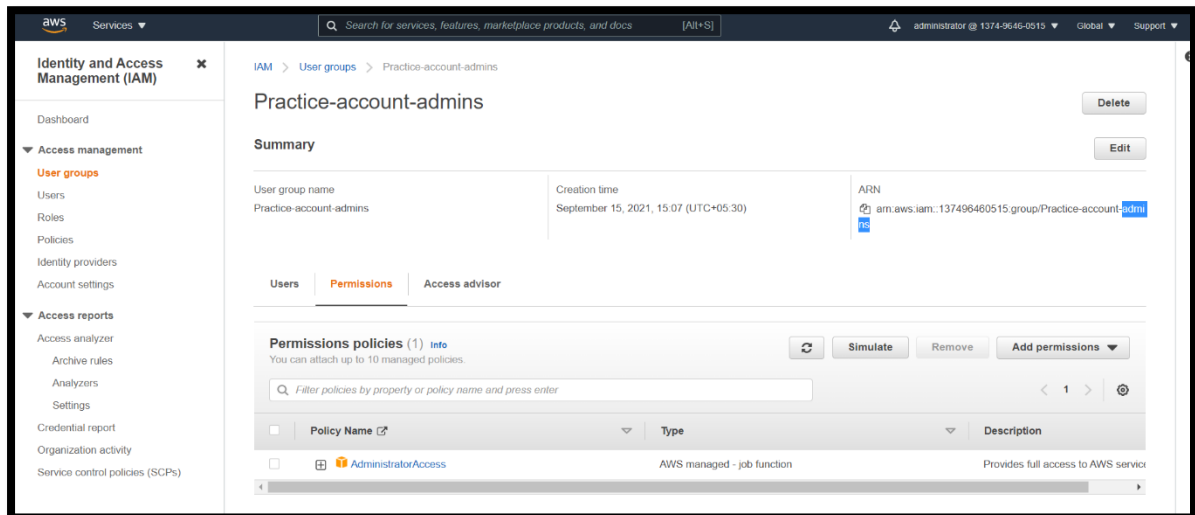 aws Services ▼ Search for services, features, marketplace products, and docs [Alt+S] administrator @ 1374-9646-0515 ▼ Global ▼ Support ▼
Identity and Access
Management (IAM)
Dashboard
Access management
User groups
Users
Roles
Policies
Identity providers
Account settings
Access reports
Access analyzer
Archive rules
Analyzers
Settings
Credential report
Organization activity
Service control policies (SCPs)
IAM > User groups > Practice-account-admins
Practice-account-admins
Delete
Summary
Edit
User group name
Practice-account-admins
Creation time
September 15, 2021, 15:07 (UTC+05:30)
ARN
arn:aws:iam::137496460515:group/Practice-account-admi
ns
Users Permissions Access advisor
Permissions policies (1) Info
You can attach up to 10 managed policies.
Simulate Remove Add permissions ▼
Filter policies by property or policy name and press enter
< 1 >
Policy Name Type Description
AdministratorAccess AWS managed - job function Provides full access to AWS servic